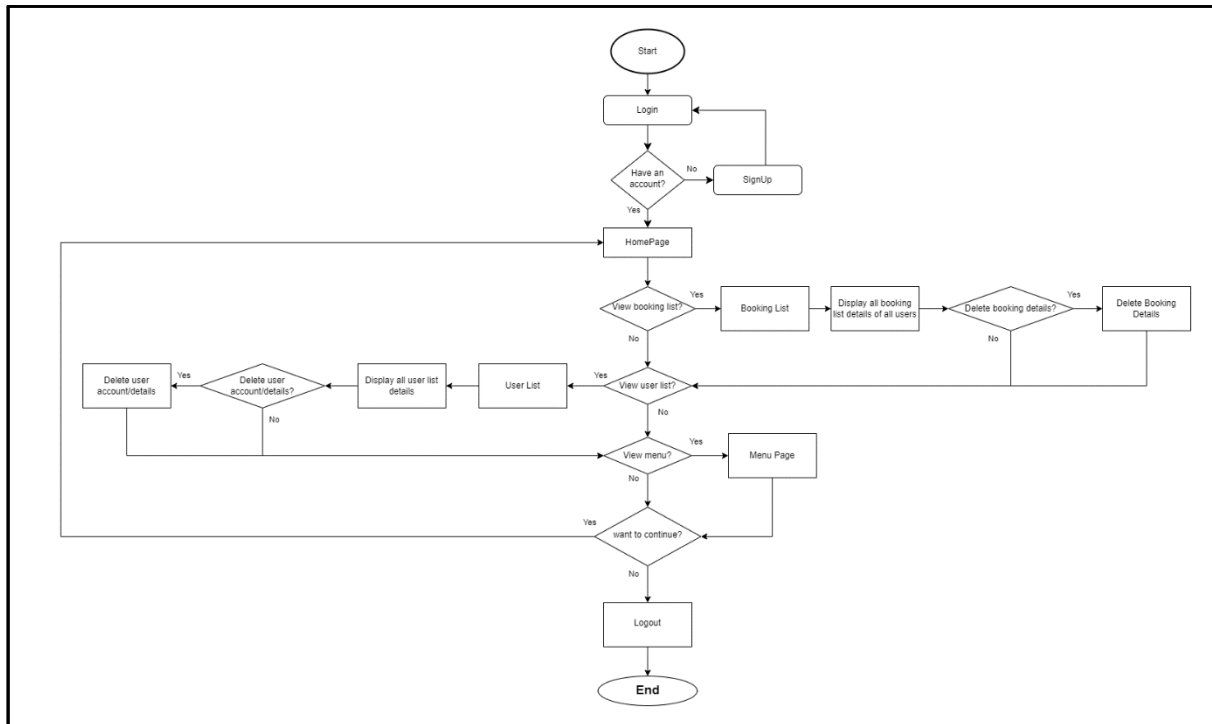 Start
Login
Have an
account?
No
SignUp
Yes
HomePage
View booking list?
Yes
Booking List
Display all booking
list details of all users
Delete booking details?
Yes
Delete Booking
Details
No
No
Delete user
account/details
Yes
Delete user
account/details?
Display all user list
details
User List
Yes
View user list?
No
No
View menu?
Yes
Menu Page
No
Yes
want to continue?
No
Logout
End